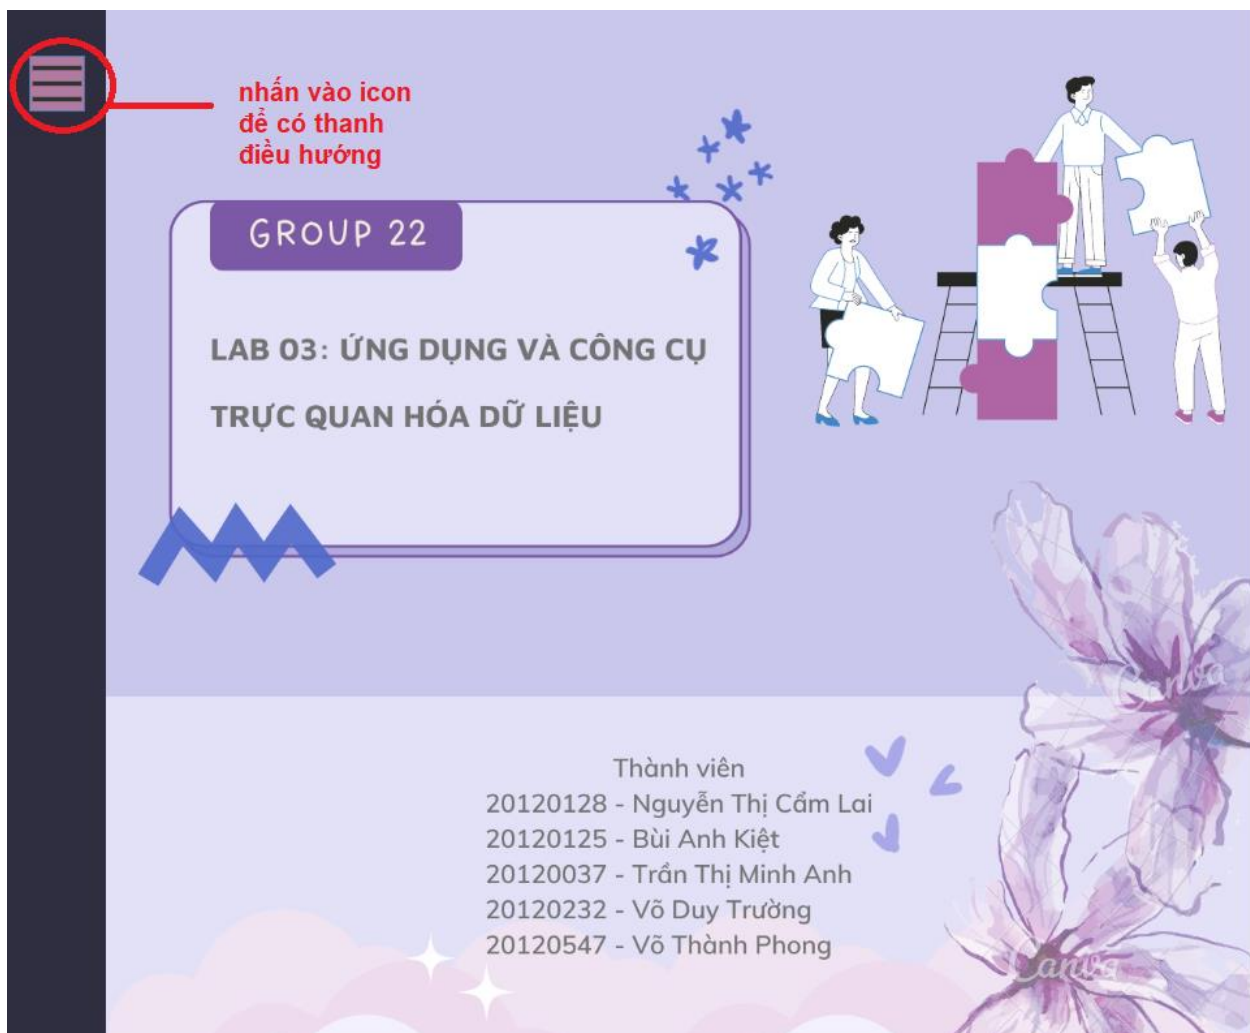 nhấn vào icon
để có thanh
điều hướng
GROUP 22
LAB 03: ỨNG DỤNG VÀ CÔNG CỤ
TRỰC QUAN HÓA DỮ LIỆU
Canva
Thành viên
20120128 - Nguyễn Thị Cẩm Lai
20120125 - Bùi Anh Kiệt
20120037 - Trần Thị Minh Anh
20120232 - Võ Duy Trường
20120547 - Võ Thành Phong
Canva